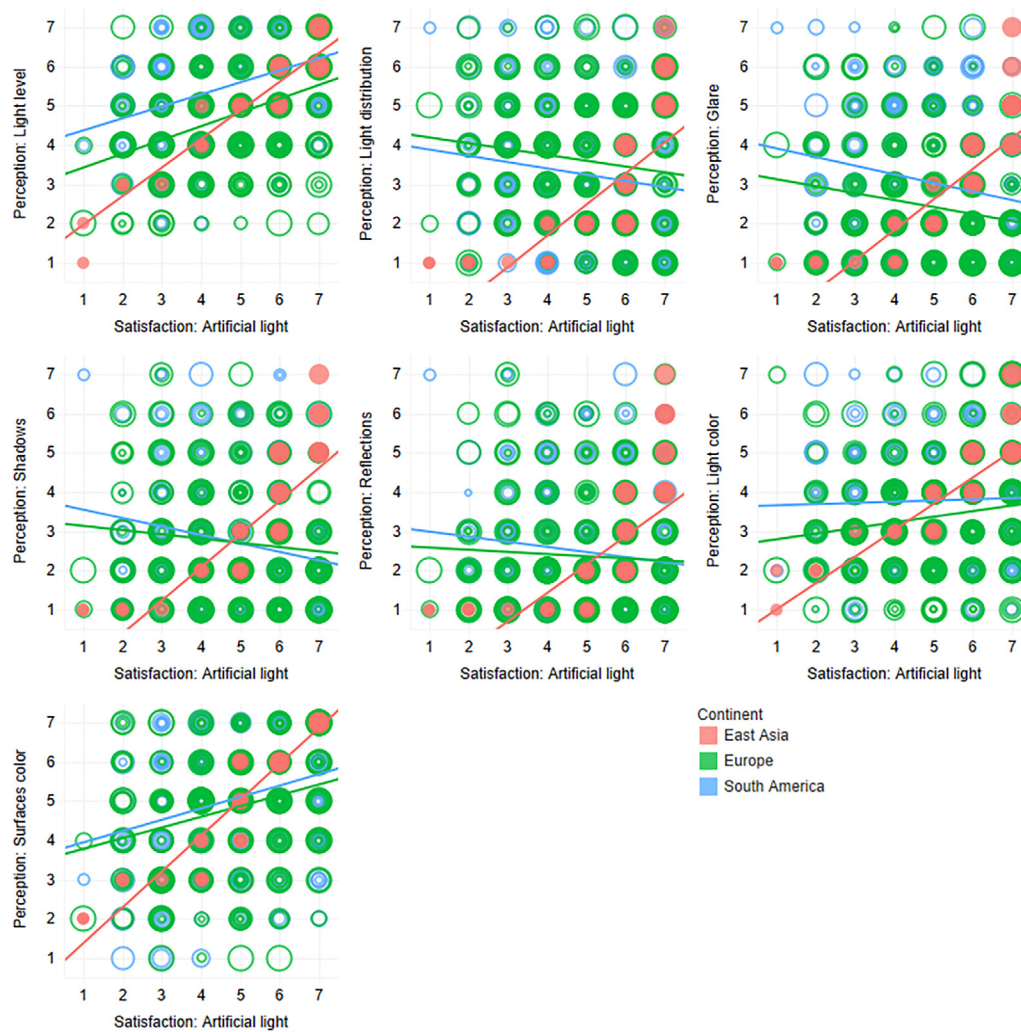 Perception: Light level
7
6
5
4
3
2
1
1 2 3 4 5 6 7
Satisfaction: Artificial light
Perception: Light distribution
7
6
5
4
3
2
1
1 2 3 4 5 6 7
Satisfaction: Artificial light
Perception: Glare
7
6
5
4
3
2
1
1 2 3 4 5 6 7
Satisfaction: Artificial light
Perception: Shadows
7
6
5
4
3
2
1
1 2 3 4 5 6 7
Satisfaction: Artificial light
Perception: Reflections
7
6
5
4
3
2
1
1 2 3 4 5 6 7
Satisfaction: Artificial light
Perception: Light color
7
6
5
4
3
2
1
1 2 3 4 5 6 7
Satisfaction: Artificial light
Perception: Surfaces color
7
6
5
4
3
2
1
1 2 3 4 5 6 7
Satisfaction: Artificial light
Continent
East Asia
Europe
South America